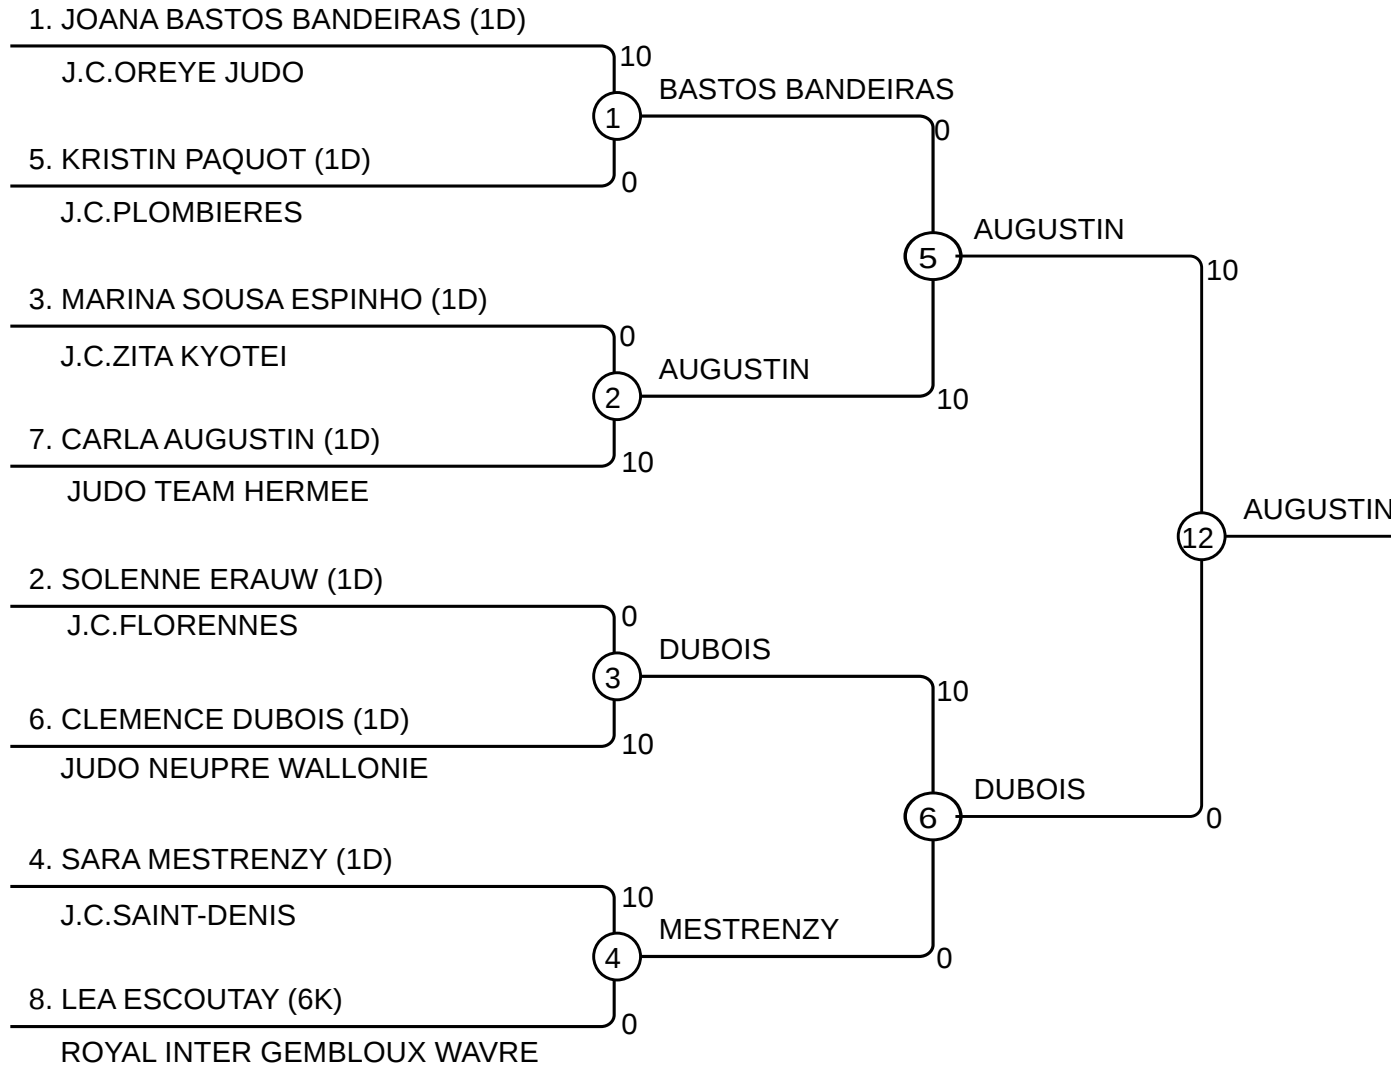 1. JOANA BASTOS BANDEIRAS (1D)
10
J.C.OREYE JUDO
BASTOS BANDEIRAS
1
0
5. KRISTIN PAQUOT (1D)
0
J.C.PLOMBIERES
AUGUSTIN
5
10
3. MARINA SOUSA ESPINHO (1D)
0
J.C.ZITA KYOTEI
AUGUSTIN
2
10
7. CARLA AUGUSTIN (1D)
10
JUDO TEAM HERMEE
AUGUSTIN
12
2. SOLENNE ERAUW (1D)
0
J.C.FLORENNES
DUBOIS
3
10
6. CLEMENCE DUBOIS (1D)
10
JUDO NEUPRE WALLONIE
DUBOIS
6
0
4. SARA MESTRENZY (1D)
10
J.C.SAINT-DENIS
MESTRENZY
4
0
8. LEA ESCOUTAY (6K)
0
ROYAL INTER GEMBLOUX WAVRE